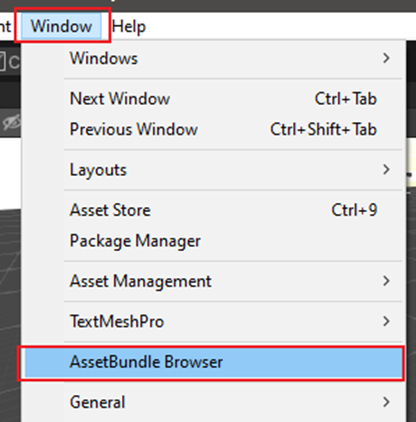 nt Window Help
Windows
Next Window Ctrl+Tab
Previous Window Ctrl+Shift+Tab
Layouts
Asset Store Ctrl+9
Package Manager
Asset Management
TextMeshPro
AssetBundle Browser
General